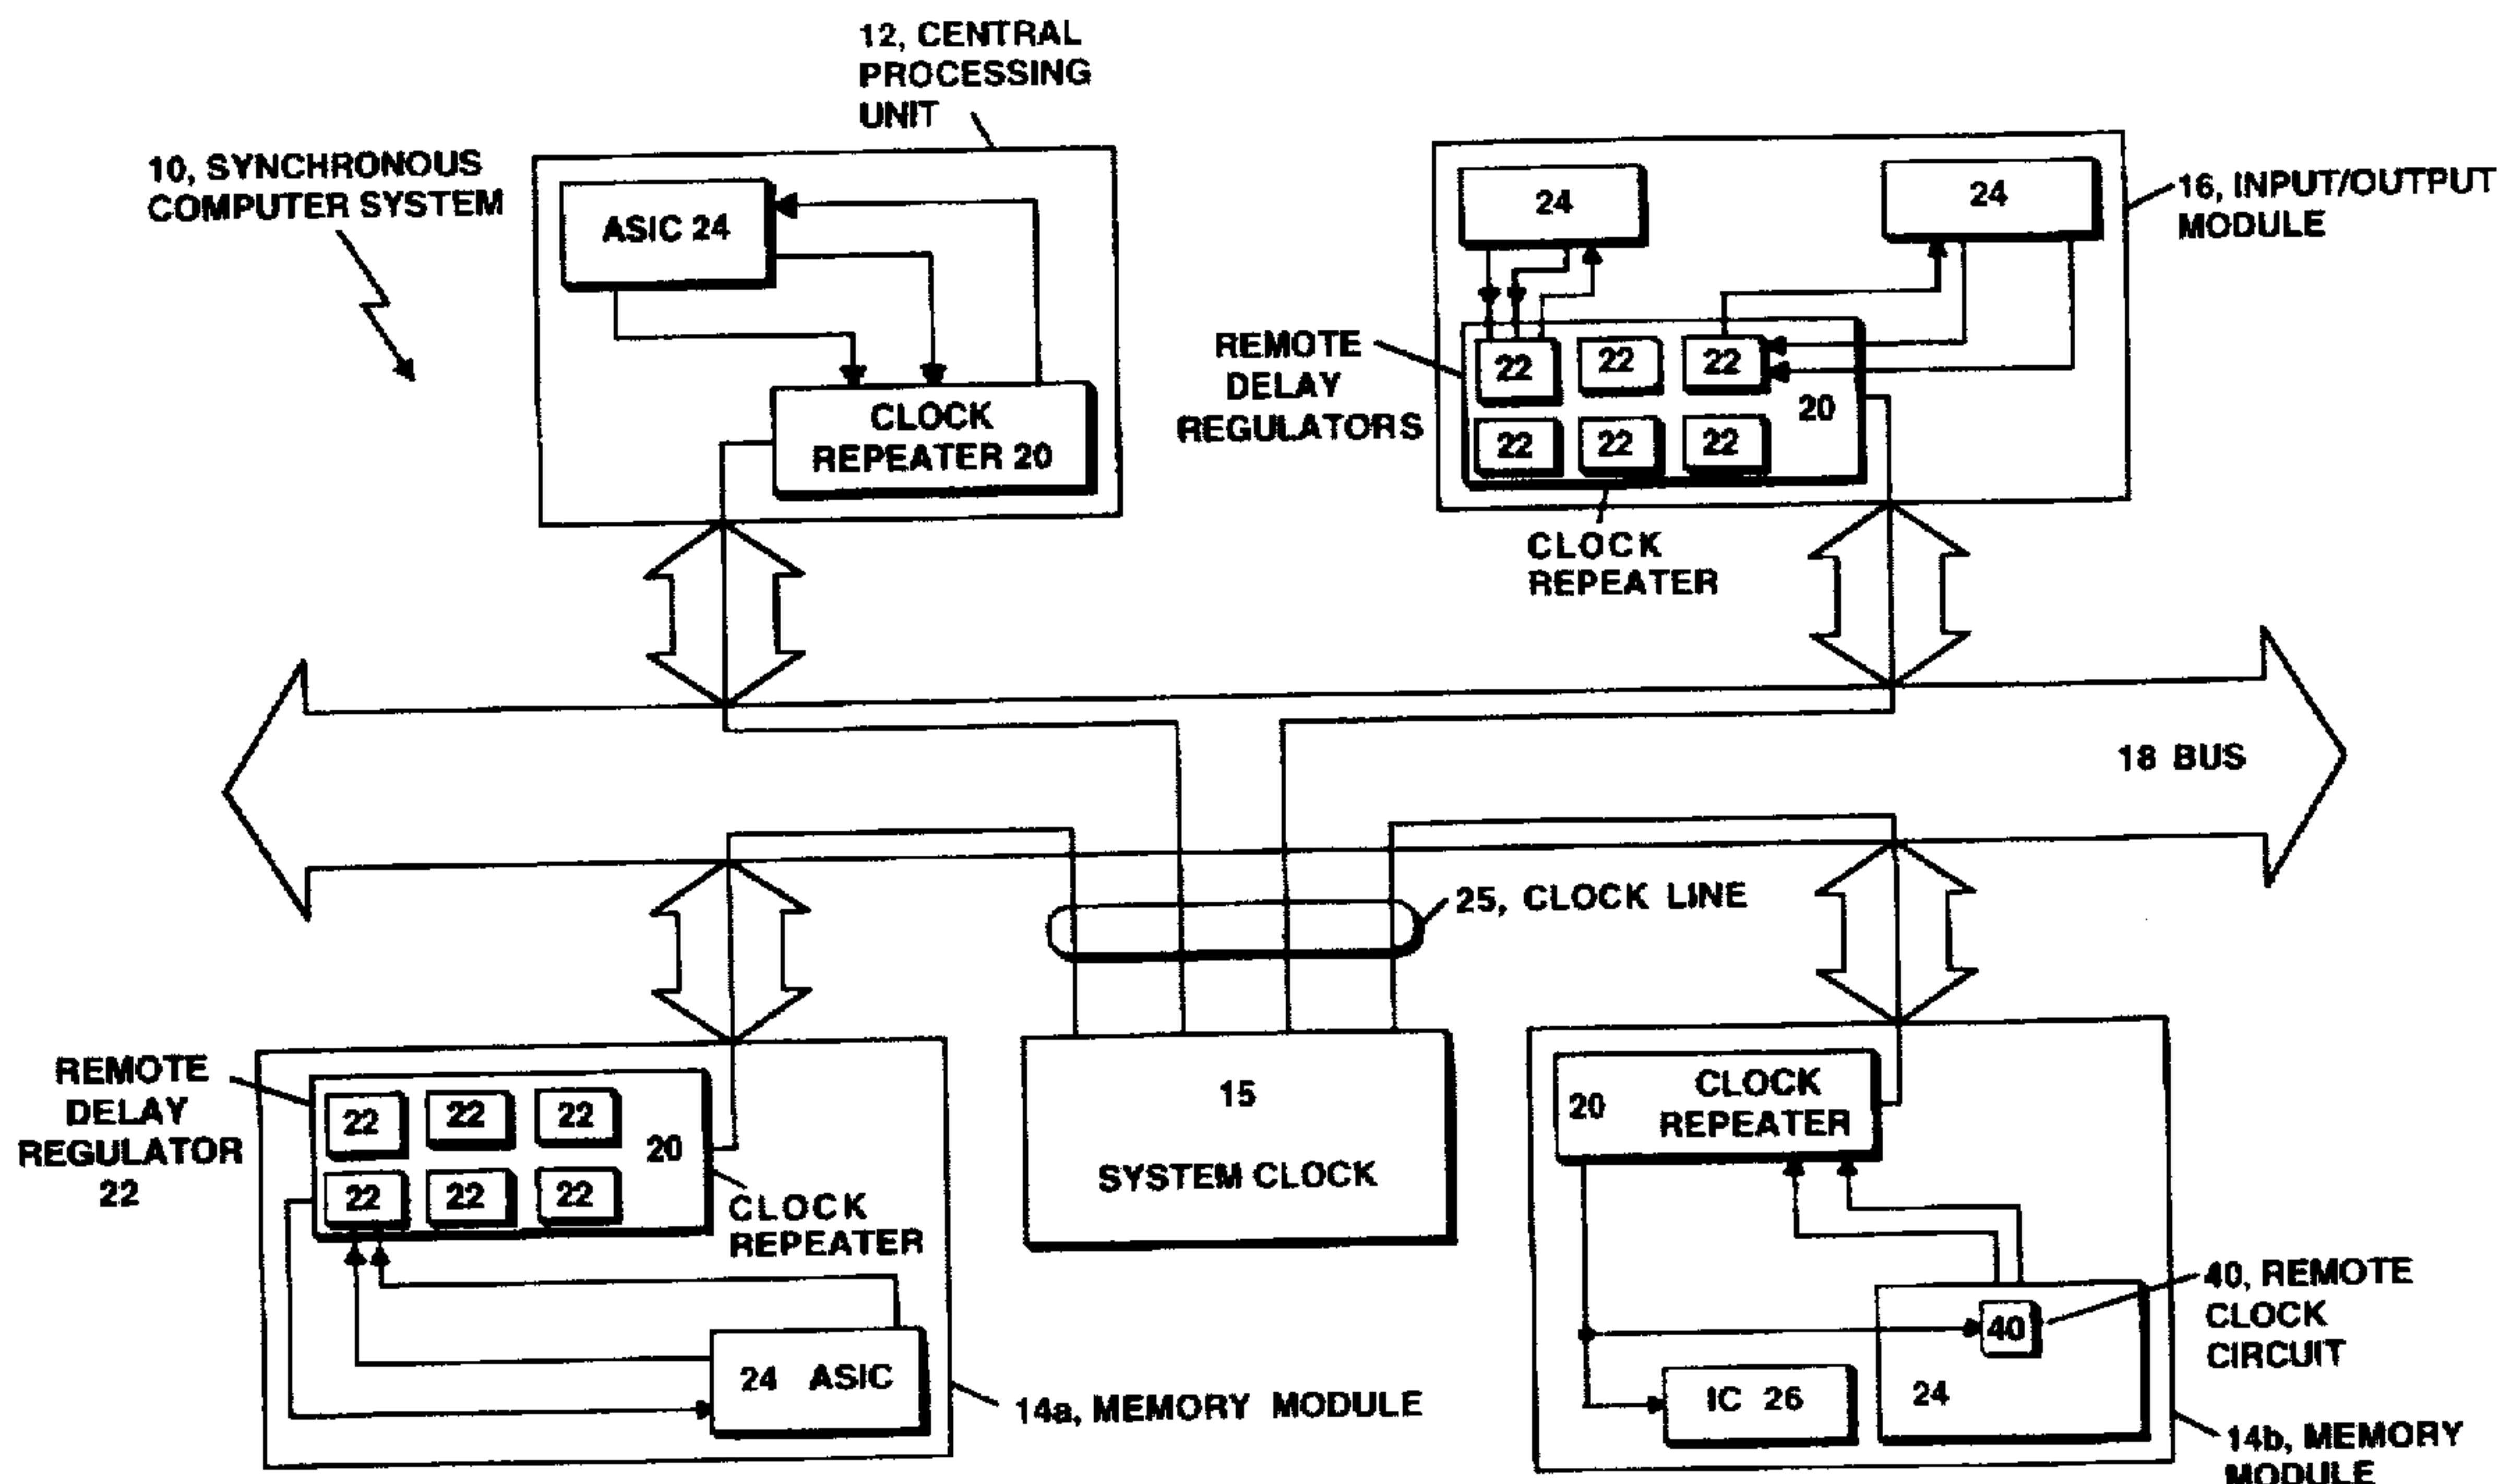 12, CENTRAL
PROCESSING
UNIT
10, SYNCHRONOUS
COMPUTER SYSTEM
ASIC 24
CLOCK
REPEATER 20
24
24
16, INPUT/OUTPUT
MODULE
REMOTE
DELAY
REGULATORS
22
22
22
20
22
22
22
CLOCK
REPEATER
18 BUS
25, CLOCK LINE
REMOTE
DELAY
REGULATOR
22
22
22
22
20
22
22
22
CLOCK
REPEATER
24 ASIC
14a, MEMORY MODULE
15
SYSTEM CLOCK
20
CLOCK
REPEATER
40
40, REMOTE
CLOCK
CIRCUIT
IC 26
24
14b, MEMORY
MODULE